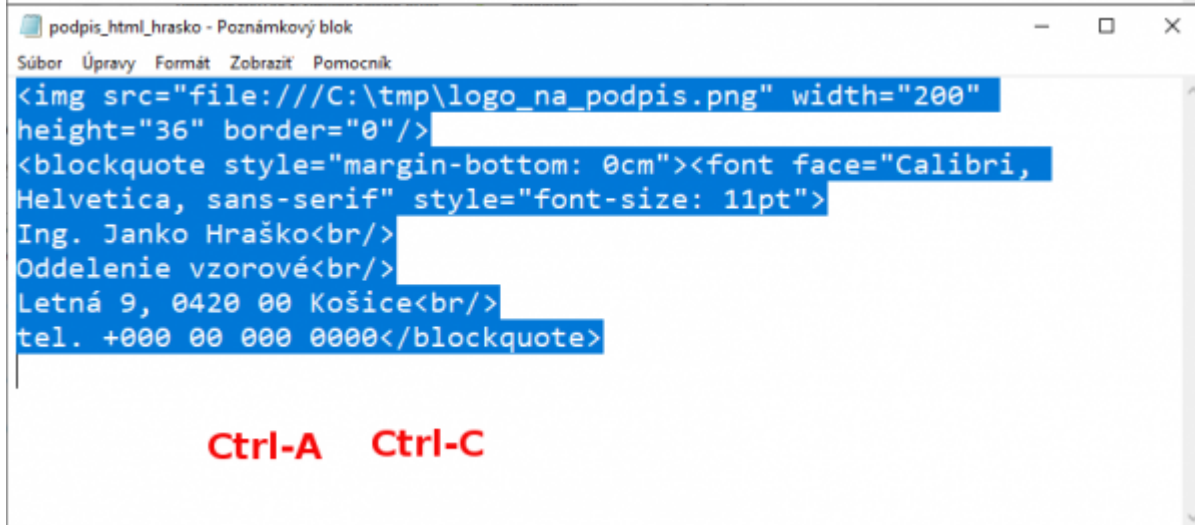 podpis_html_hrasko - Poznámkový blok
Súbor Úpravy Formát Zobraziť Pomocník
<img src="file:///C:\tmp\logo_na_podpis.png" width="200"
height="36" border="0"/>
<blockquote style="margin-bottom: 0cm"><font face="Calibri,
Helvetica, sans-serif" style="font-size: 11pt">
Ing. Janko Hraško<br/>
Oddelenie vzorové<br/>
Letná 9, 0420 00 Košice<br/>
tel. +000 00 000 0000</blockquote>
Ctrl-A Ctrl-C